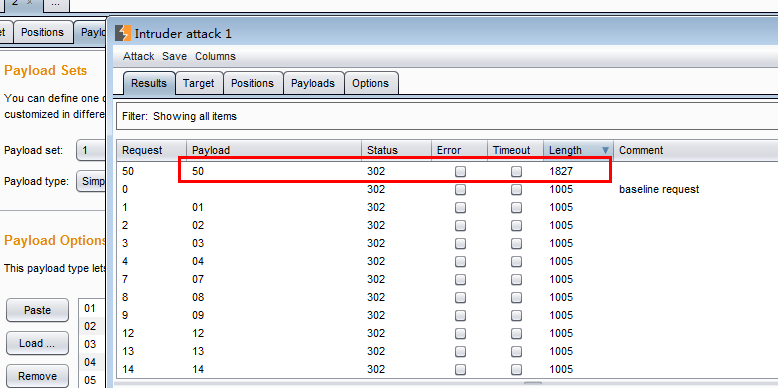 2 × ...
et Positions Paylo
Payload Sets
You can define one o
customized in differe
Payload set: 1
Payload type: Simp
Payload Options
This payload type lets
Paste
Load ...
Remove
01
02
03
04
05
Intruder attack 1
Attack Save Columns
Results Target Positions Payloads Options
Filter: Showing all items
Request Payload Status Error Timeout Length Comment
50 50 302 1827
0 302 1005 baseline request
1 01 302 1005
2 02 302 1005
3 03 302 1005
4 04 302 1005
7 07 302 1005
8 08 302 1005
9 09 302 1005
12 12 302 1005
13 13 302 1005
14 14 302 1005